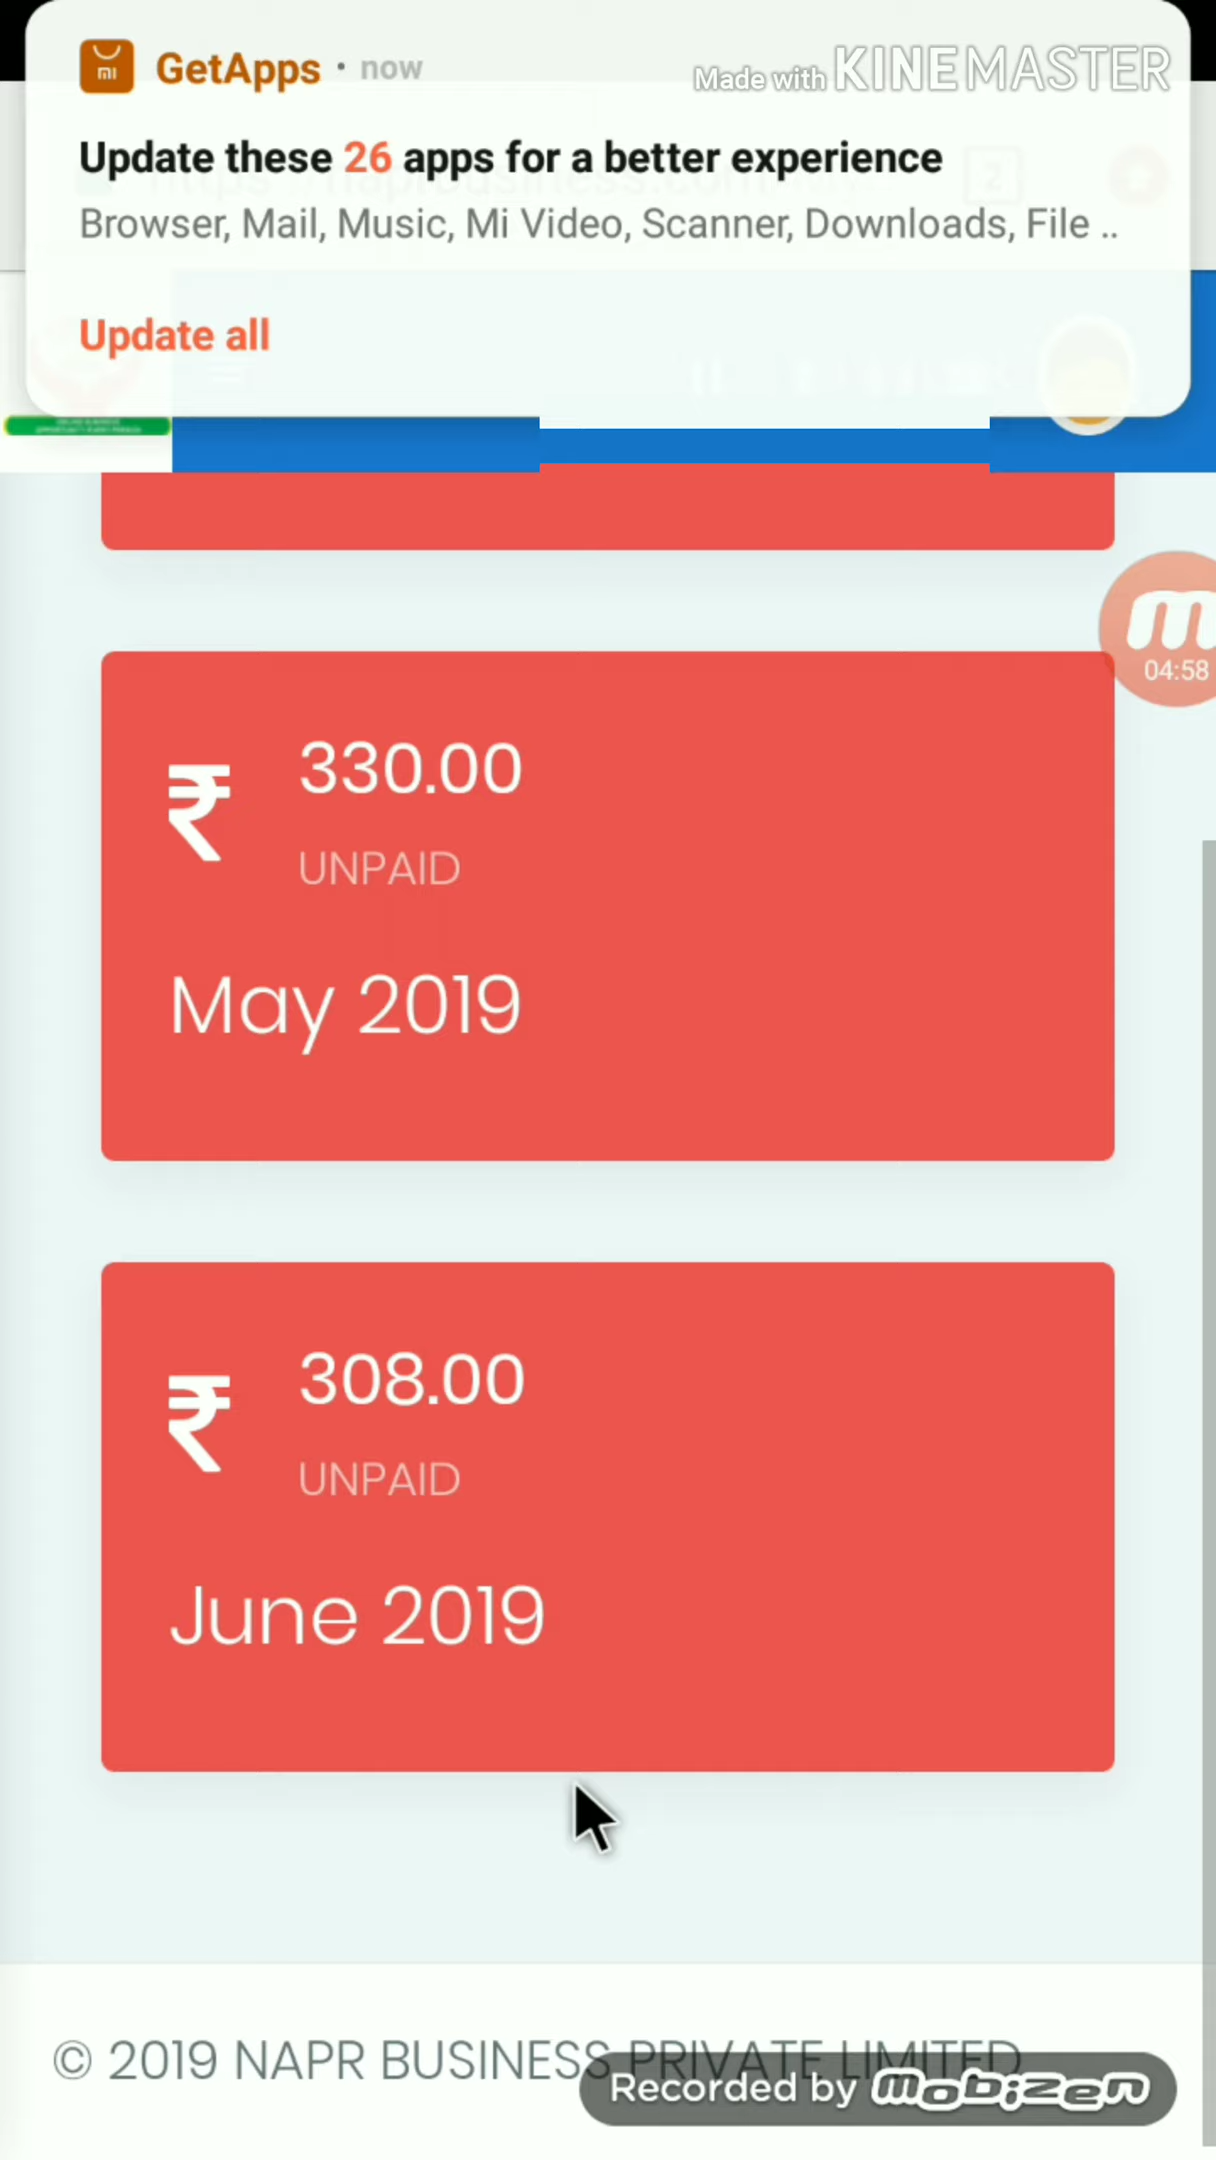 GetApps • now
Made with KINEMASTER
Update these 26 apps for a better experience
Browser, Mail, Music, Mi Video, Scanner, Downloads, File ..
Update all
04:58
₹ 330.00
UNPAID
May 2019
₹ 308.00
UNPAID
June 2019
© 2019 NAPR BUSINESS PRIVATE LIMITED
Recorded by mobizen